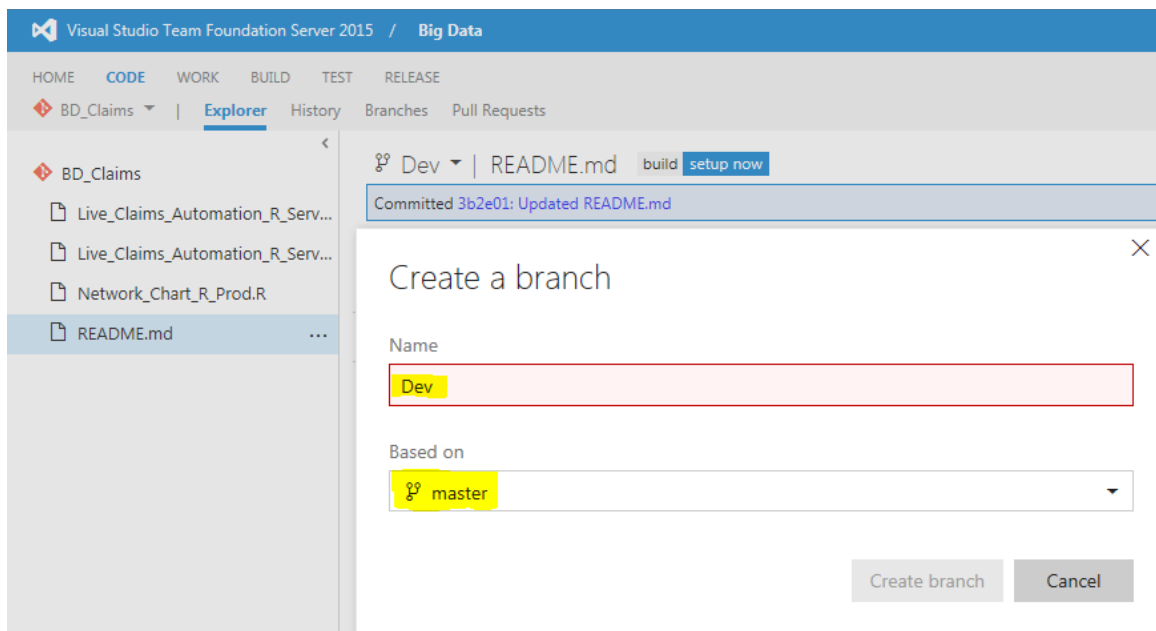 Visual Studio Team Foundation Server 2015 / Big Data
HOME CODE WORK BUILD TEST RELEASE
BD_Claims | Explorer History Branches Pull Requests
BD_Claims
Live_Claims_Automation_R_Serv...
Live_Claims_Automation_R_Serv...
Network_Chart_R_Prod.R
README.md ...
Dev | README.md build setup now
Committed 3b2e01: Updated README.md
Create a branch
Name
Dev
Based on
master
Create branch Cancel